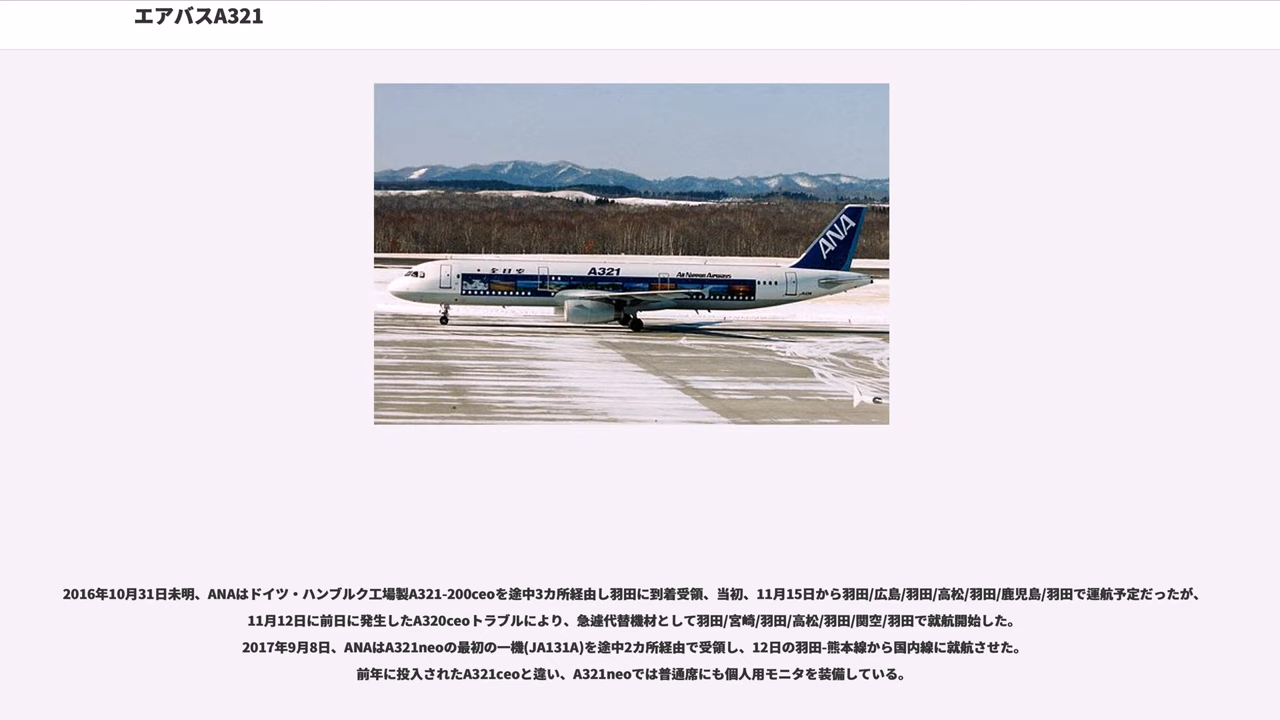 エアバスA321
全日空
A321
All Nippon Airways
ANA
2016年10月31日未明、ANAはドイツ・ハンブルク工場製A321-200ceoを途中3カ所経由し羽田に到着受領、当初、11月15日から羽田/広島/羽田/高松/羽田/鹿児島/羽田で運航予定だったが、
11月12日に前日に発生したA320ceoトラブルにより、急遽代替機材として羽田/宮崎/羽田/高松/羽田/関空/羽田で就航開始した。
2017年9月8日、ANAはA321neoの最初の一機(JA131A)を途中2カ所経由で受領し、12日の羽田-熊本線から国内線に就航させた。
前年に投入されたA321ceoと違い、A321neoでは普通席にも個人用モニタを装備している。